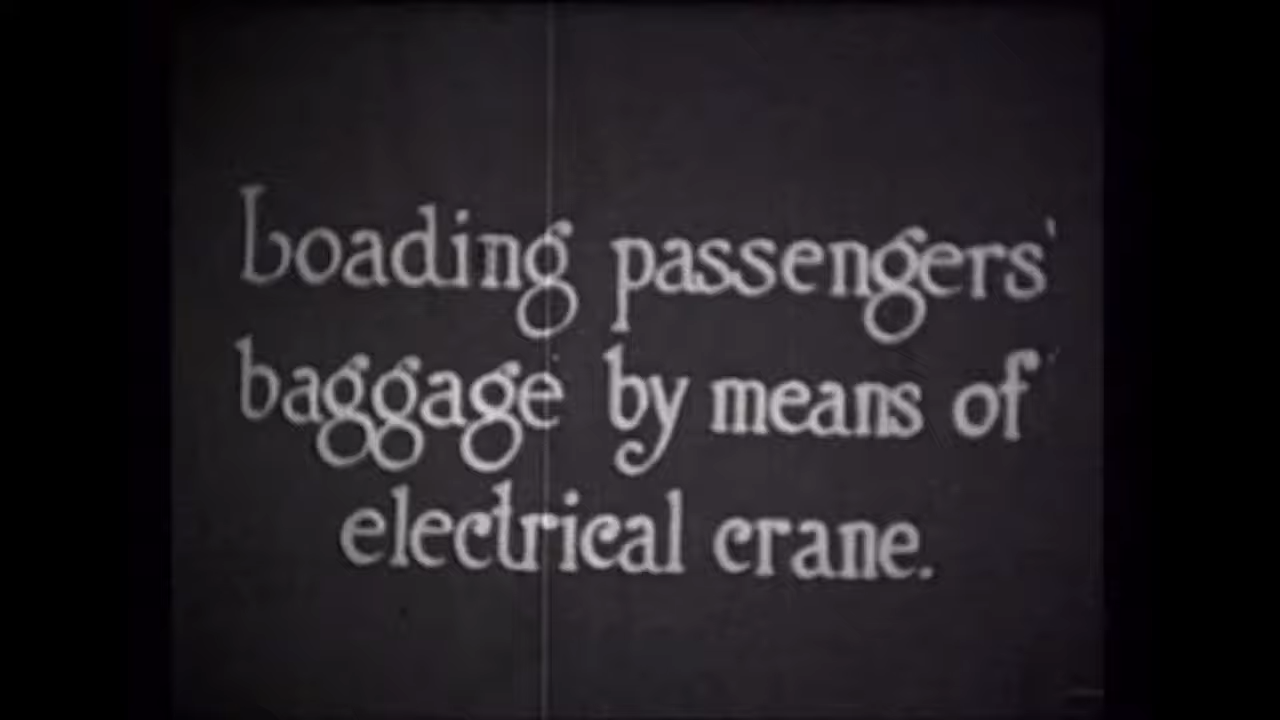 Loading passengers'
baggage by means of
electrical crane.